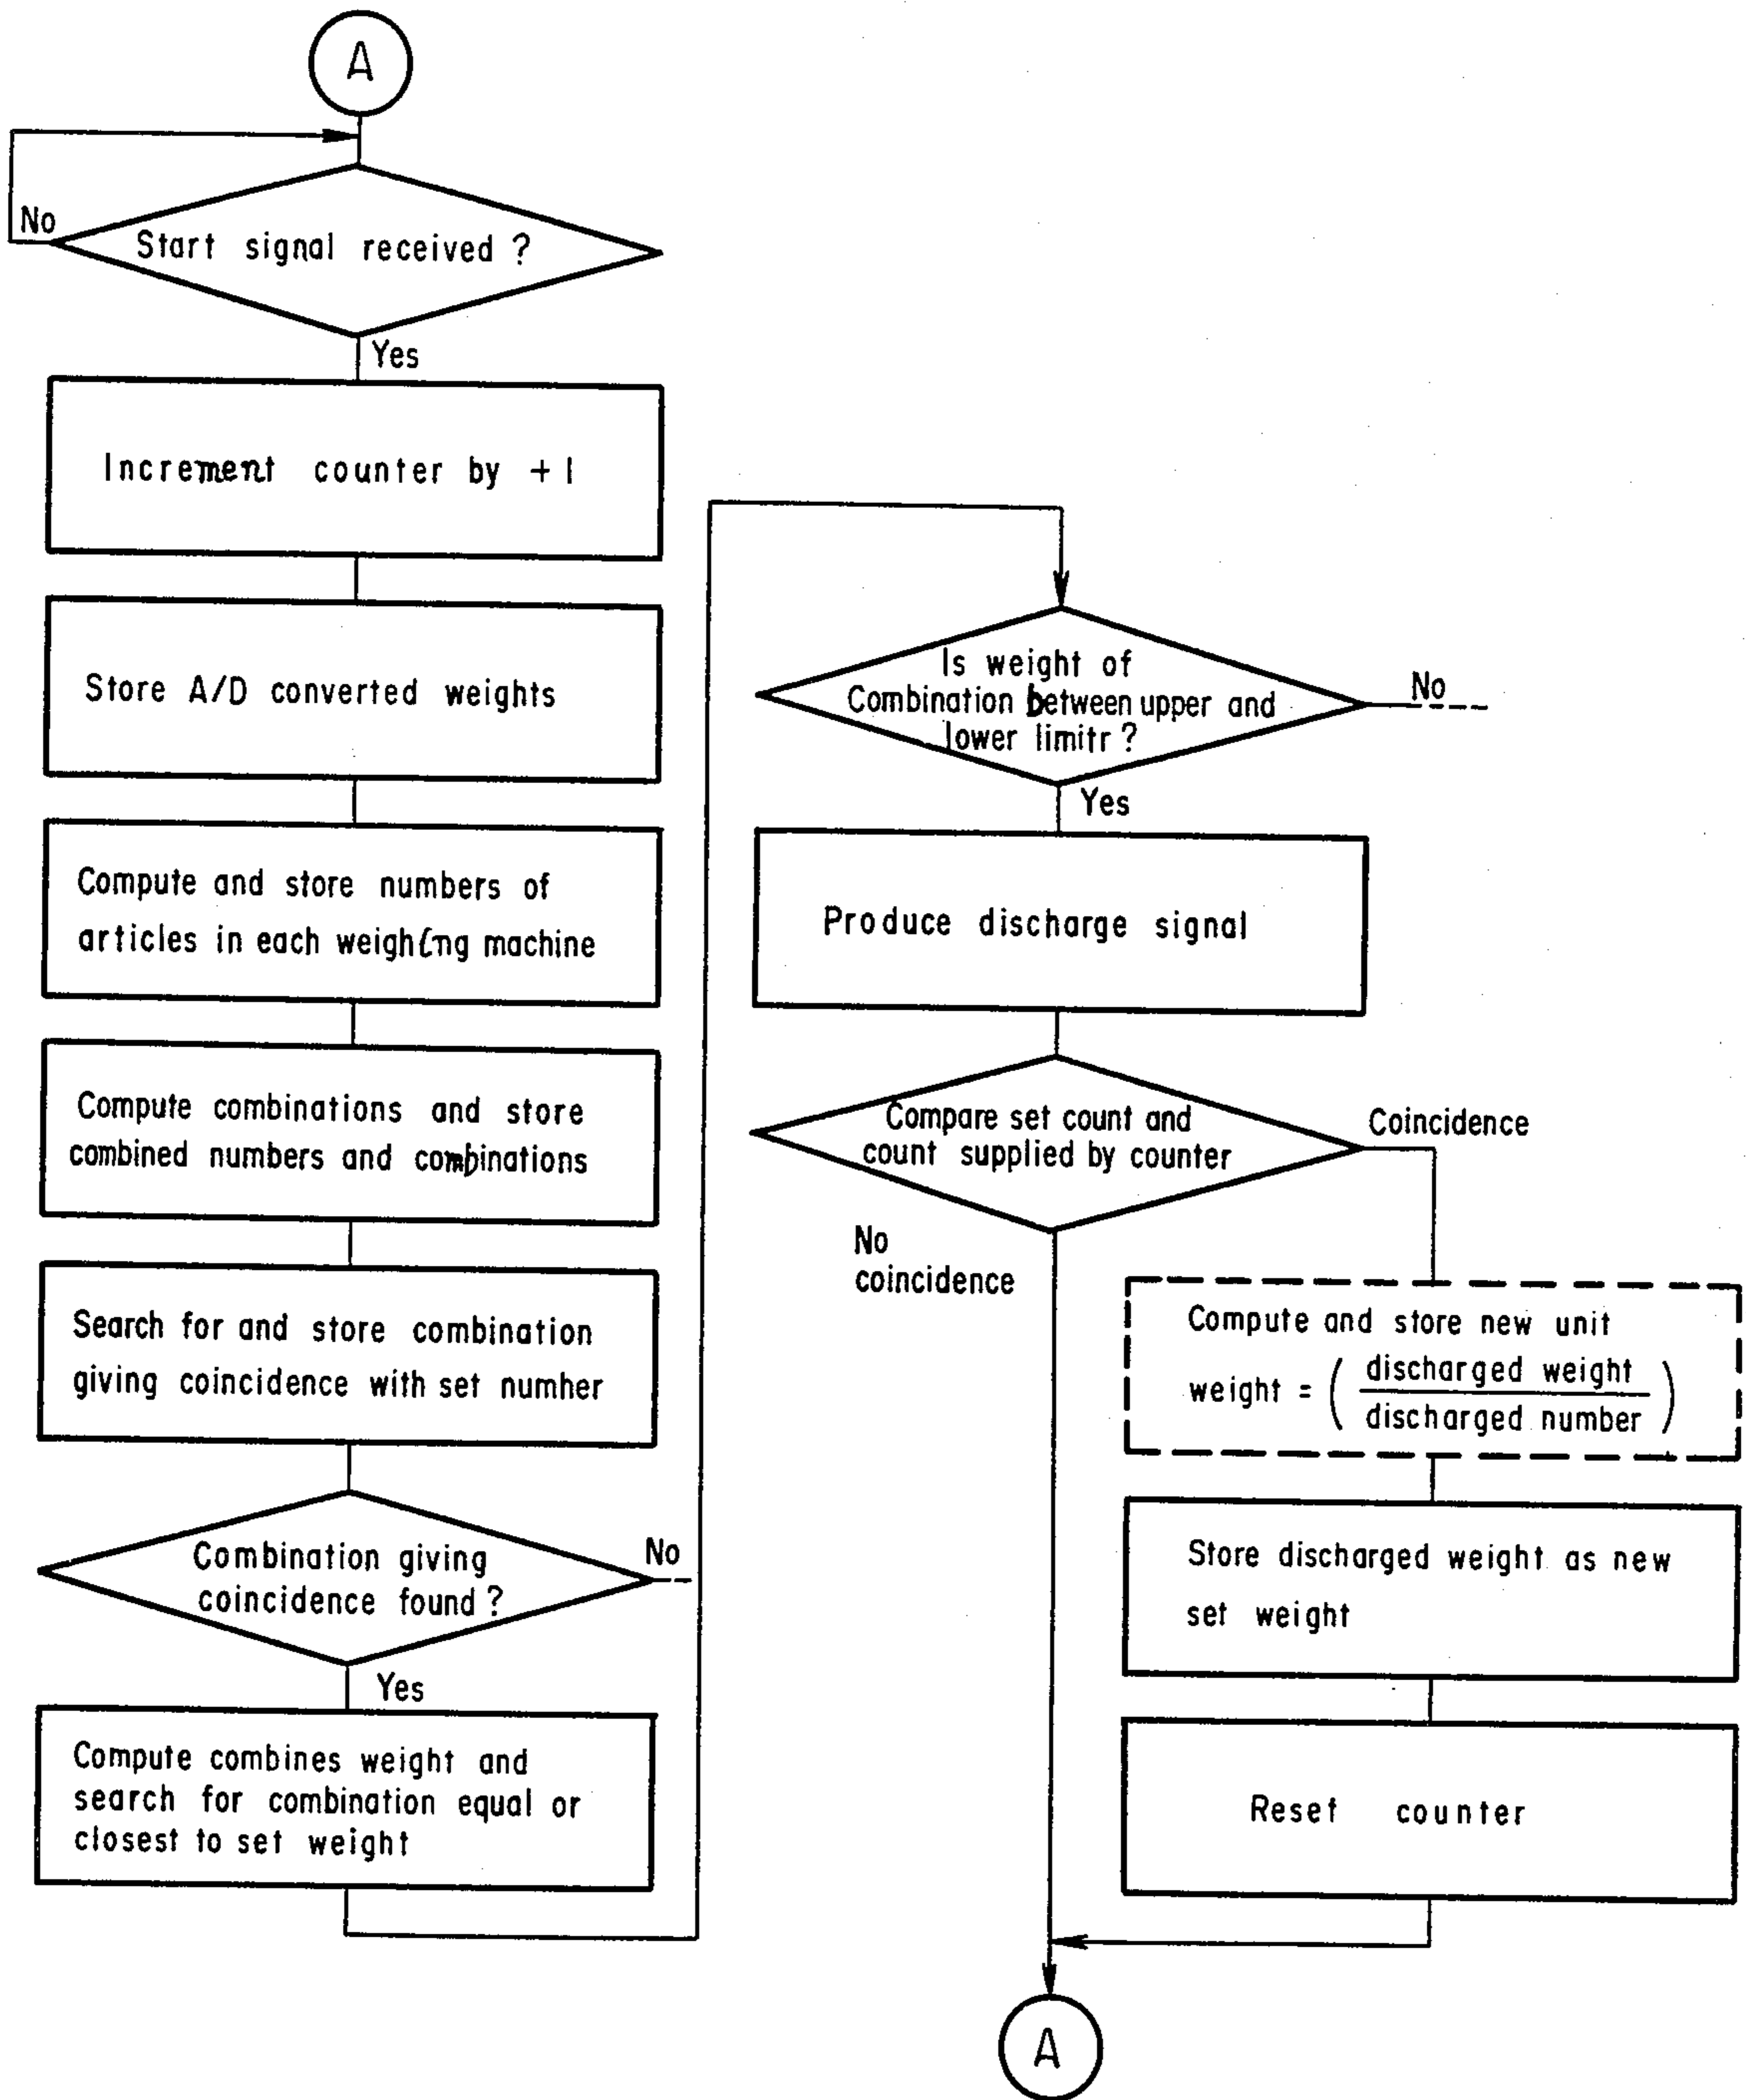 A
No
Start signal received ?
Yes
Increment counter by + 1
Store A/D converted weights
Compute and store numbers of
articles in each weighing machine
Compute combinations and store
combined numbers and combinations
Search for and store combination
giving coincidence with set numher
Combination giving
coincidence found ?
No
Yes
Compute combines weight and
search for combination equal or
closest to set weight
Is weight of
Combination between upper and
lower limitr ?
No
Yes
Produce discharge signal
Compare set count and
count supplied by counter
Coincidence
No
coincidence
Compute and store new unit
weight = ( discharged weight
discharged number )
Store discharged weight as new
set weight
Reset counter
A